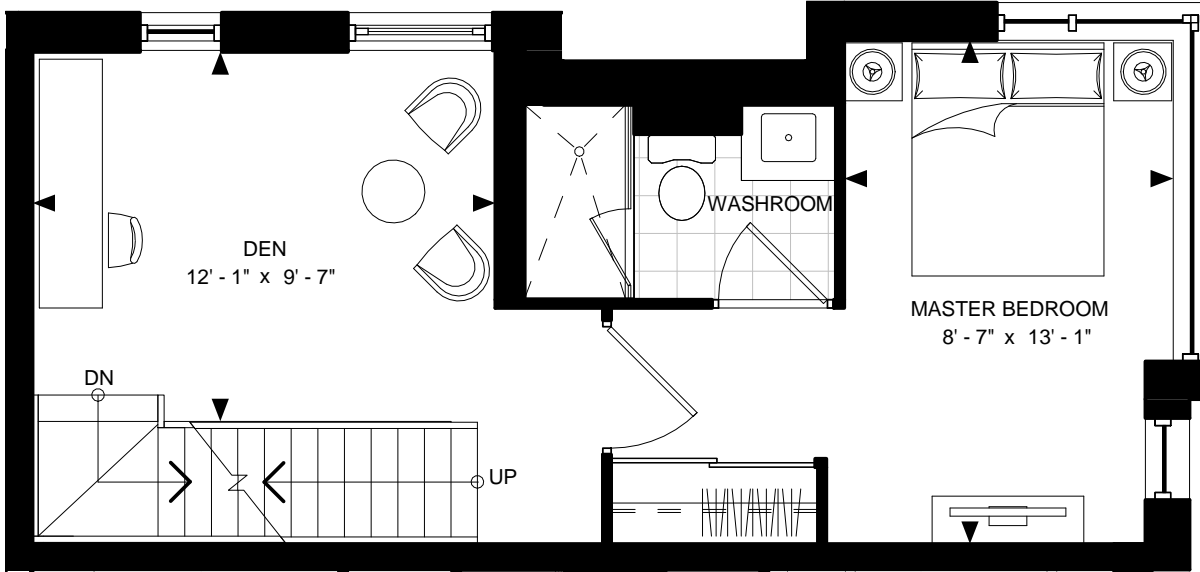 WASHROOM
DEN
12' - 1" x 9' - 7"
MASTER BEDROOM
8' - 7" x 13' - 1"
DN
UP